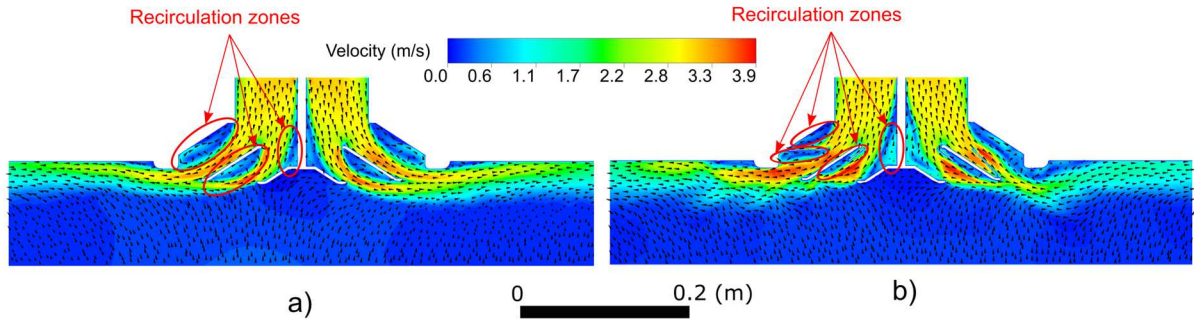 Recirculation zones
Recirculation zones
Velocity (m/s)
0.0 0.6 1.1 1.7 2.2 2.8 3.3 3.9
a)
0 0.2 (m)
b)